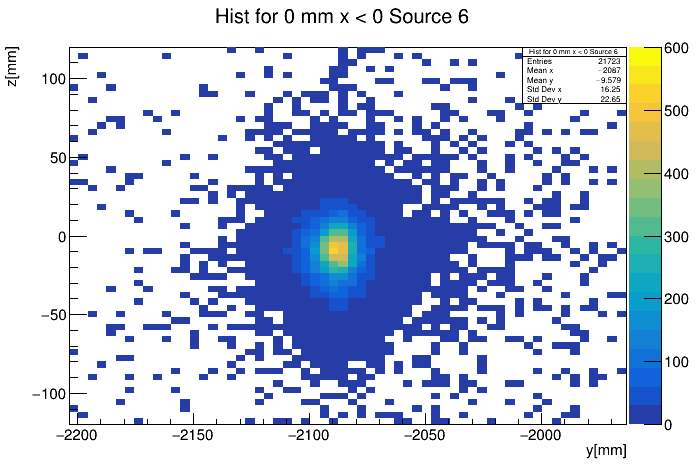 Hist for 0 mm x < 0 Source 6
z[mm]
Hist for 0 mm x < 0 Source 6
Entries 21723
Mean x −2087
Mean y −9.579
Std Dev x 16.25
Std Dev y 22.65
100
50
0
−50
−100
−2200 −2150 −2100 −2050 −2000
y[mm]
600
500
400
300
200
100
0